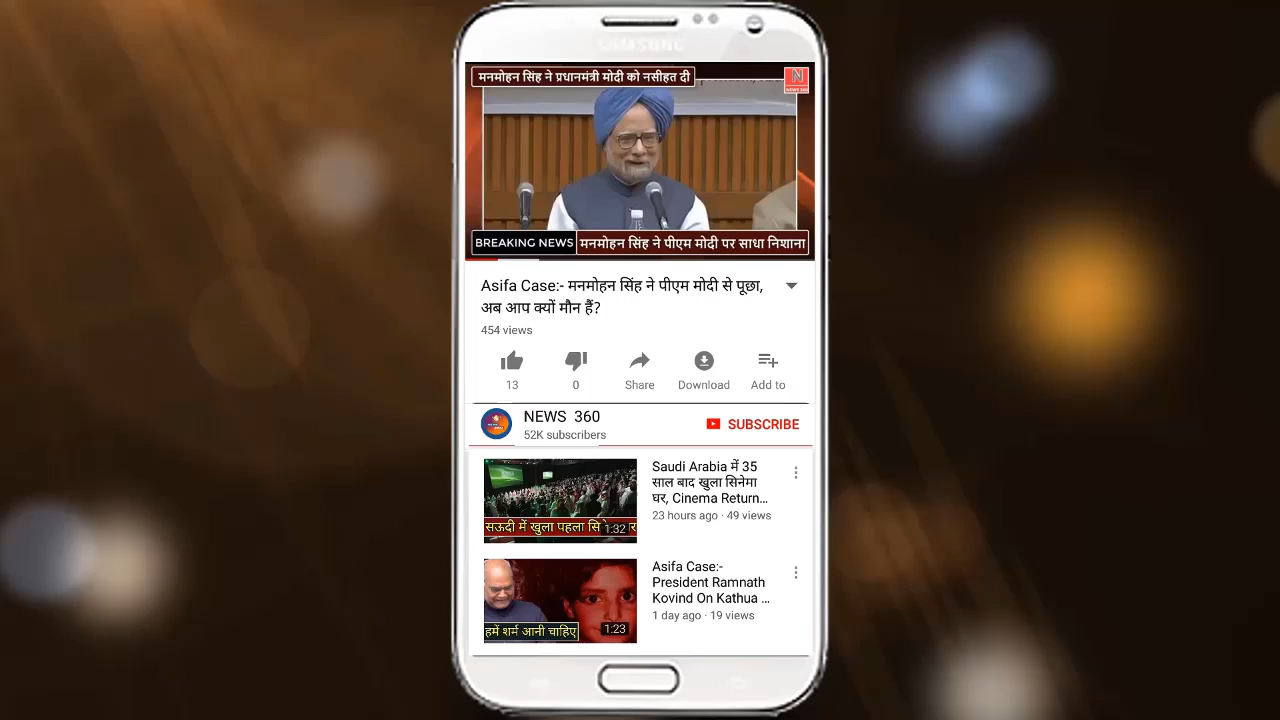 SAMSUNG
मनमोहन सिंह ने प्रधानमंत्री मोदी को नसीहत दी
N
NEWS 360
BREAKING NEWS मनमोहन सिंह ने पीएम मोदी पर साधा निशाना
Asifa Case:- मनमोहन सिंह ने पीएम मोदी से पूछा,
अब आप क्यों मौन हैं?
454 views
13 0 Share Download Add to
NEWS 360
52K subscribers
SUBSCRIBE
Saudi Arabia में 35
साल बाद खुला सिनेमा
घर, Cinema Return...
23 hours ago · 49 views
सऊदी में खुला पहला
1:32
Asifa Case:-
President Ramnath
Kovind On Kathua ...
1 day ago · 19 views
हमें शर्म आनी चाहिए
1:23